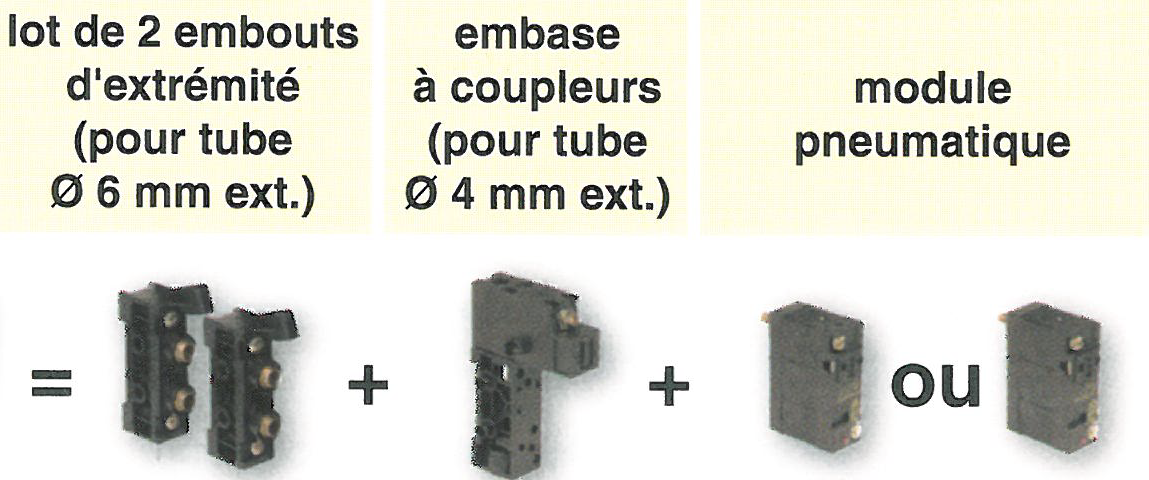 lot de 2 embouts
d'extrémité
(pour tube
Ø 6 mm ext.)
embase
à coupleurs
(pour tube
Ø 4 mm ext.)
module
pneumatique
= + + ou